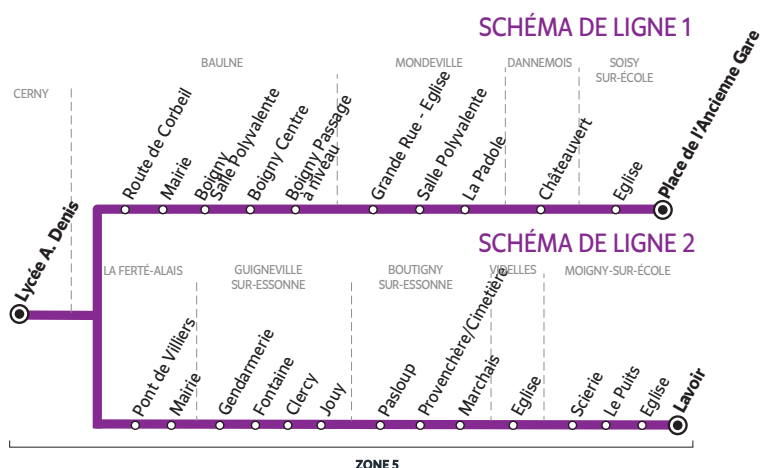 SCHÉMA DE LIGNE 1
CERNY
BAULNE
MONDEVILLE
DANNEMOIS
SOISY
SUR-ÉCOLE
Lycée A. Denis
Route de Corbeil
Mairie
Boigny
Salle Polyvalente
Boigny Centre
Boigny Passage
à niveau
Grande Rue - Eglise
Salle Polyvalente
La Padole
Châteauvert
Eglise
Place de l'Ancienne Gare
SCHÉMA DE LIGNE 2
LA FERTÉ-ALAIS
GUIGNEVILLE
SUR-ESSONNE
BOUTIGNY
SUR-ESSONNE
VIDELLES
MOIGNY-SUR-ÉCOLE
Pont de Villiers
Mairie
Gendarmerie
Fontaine
Clercy
Jouy
Pasloup
Provenchère/Cimetière
Marchais
Eglise
Scierie
Le Puits
Eglise
Lavoir
ZONE 5